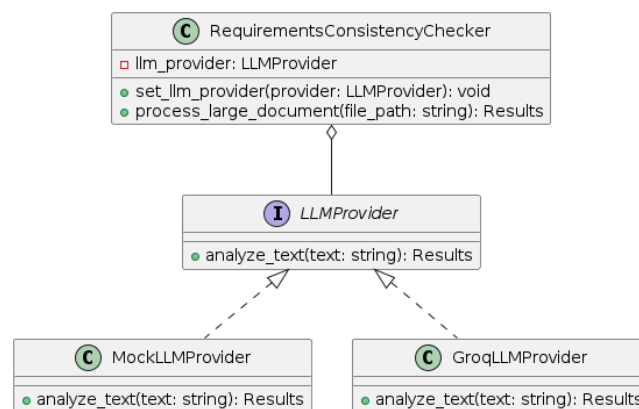 C RequirementsConsistencyChecker
llm_provider: LLMProvider
set_llm_provider(provider: LLMProvider): void
process_large_document(file_path: string): Results
I LLMProvider
analyze_text(text: string): Results
C MockLLMProvider
C GroqLLMProvider
analyze_text(text: string): Results
analyze_text(text: string): Results